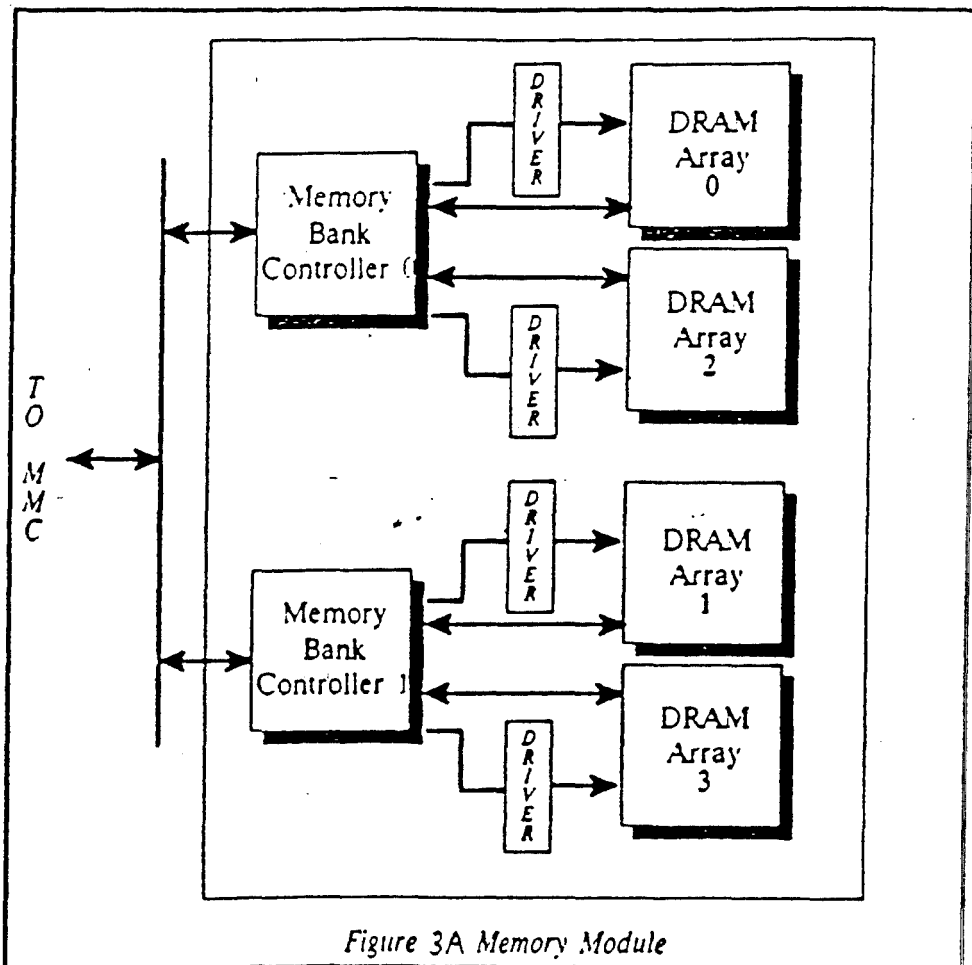 DRIVER
DRAM
Array
0
Memory
Bank
Controller 0
DRAM
Array
2
DRIVER
TO MMC
DRIVER
DRAM
Array
1
Memory
Bank
Controller 1
DRAM
Array
3
DRIVER
Figure 3A Memory Module